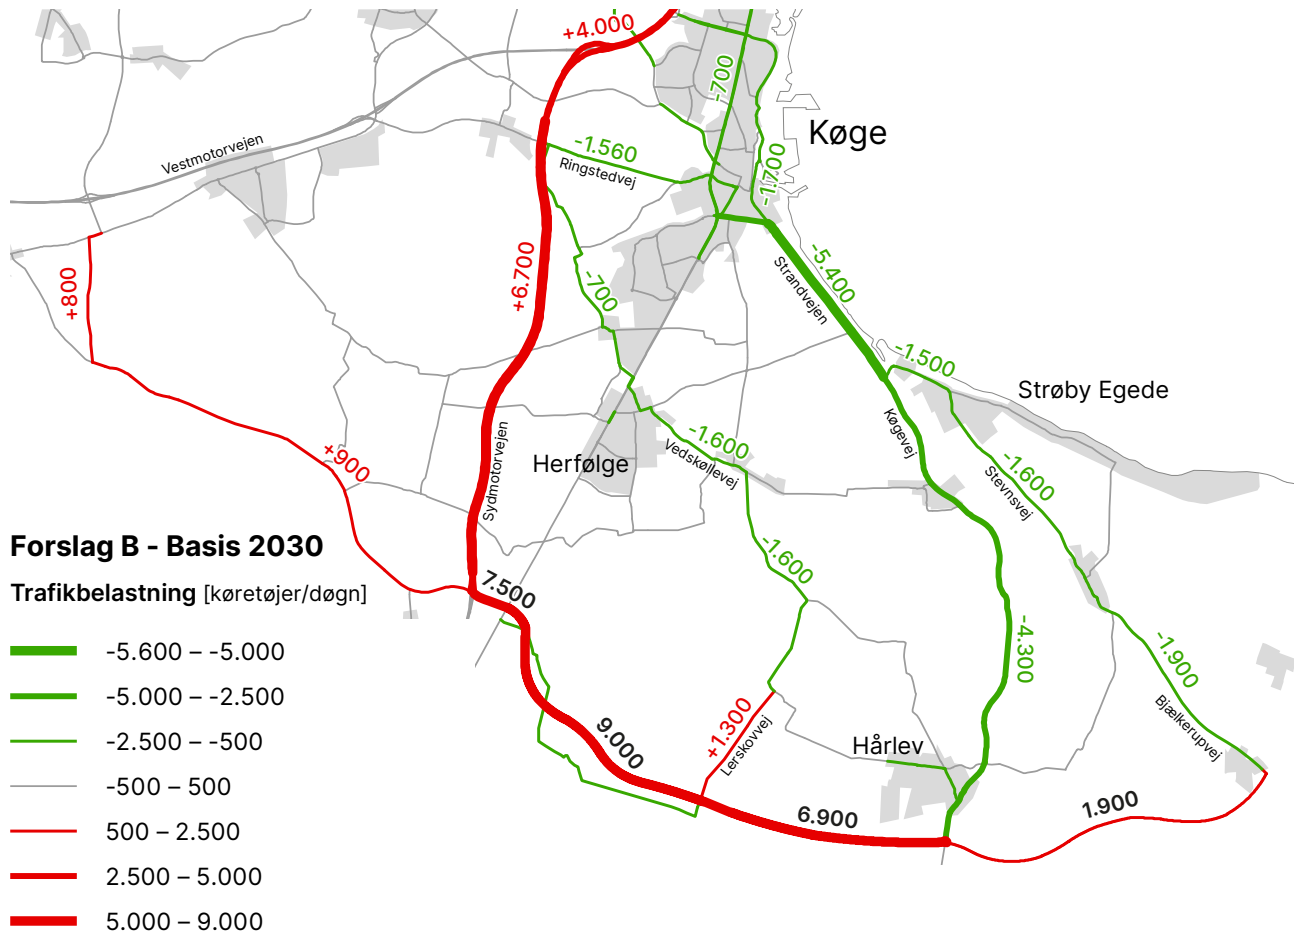 +4.000
-700
Køge
Vestmotorvejen
-1.560
Ringstedvej
-1.700
+800
+6.700
-700
-5.400
Strandvejen
-1.500
Strøby Egede
+900
Sydmotorvejen
Herfølge
-1.600
Vedskøllevej
Køgevej
-1.600
Stevnsvej
Forslag B - Basis 2030
Trafikbelastning [køretøjer/døgn]
-5.600 – -5.000
-5.000 – -2.500
-2.500 – -500
-500 – 500
500 – 2.500
2.500 – 5.000
5.000 – 9.000
7.500
-1.600
-4.300
-1.900
Bjælkerupvej
9.000
+1.300
Lerskovvej
Hårlev
6.900
1.900